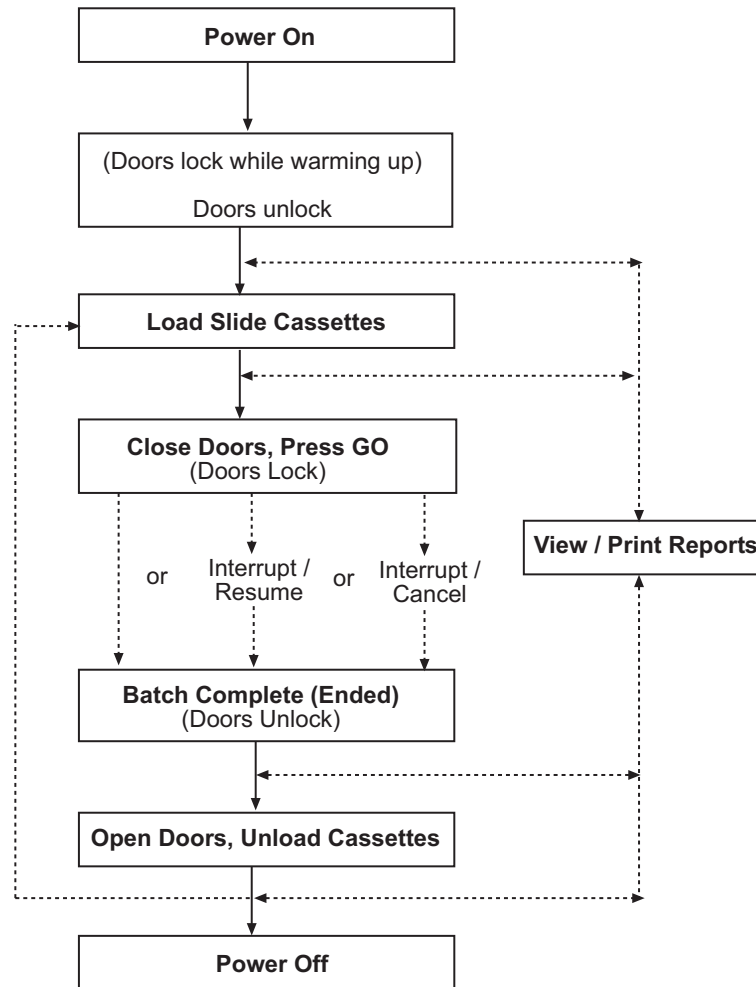 Power On
(Doors lock while warming up)
Doors unlock
Load Slide Cassettes
Close Doors, Press GO
(Doors Lock)
or
Interrupt /
Resume
or
Interrupt /
Cancel
View / Print Reports
Batch Complete (Ended)
(Doors Unlock)
Open Doors, Unload Cassettes
Power Off